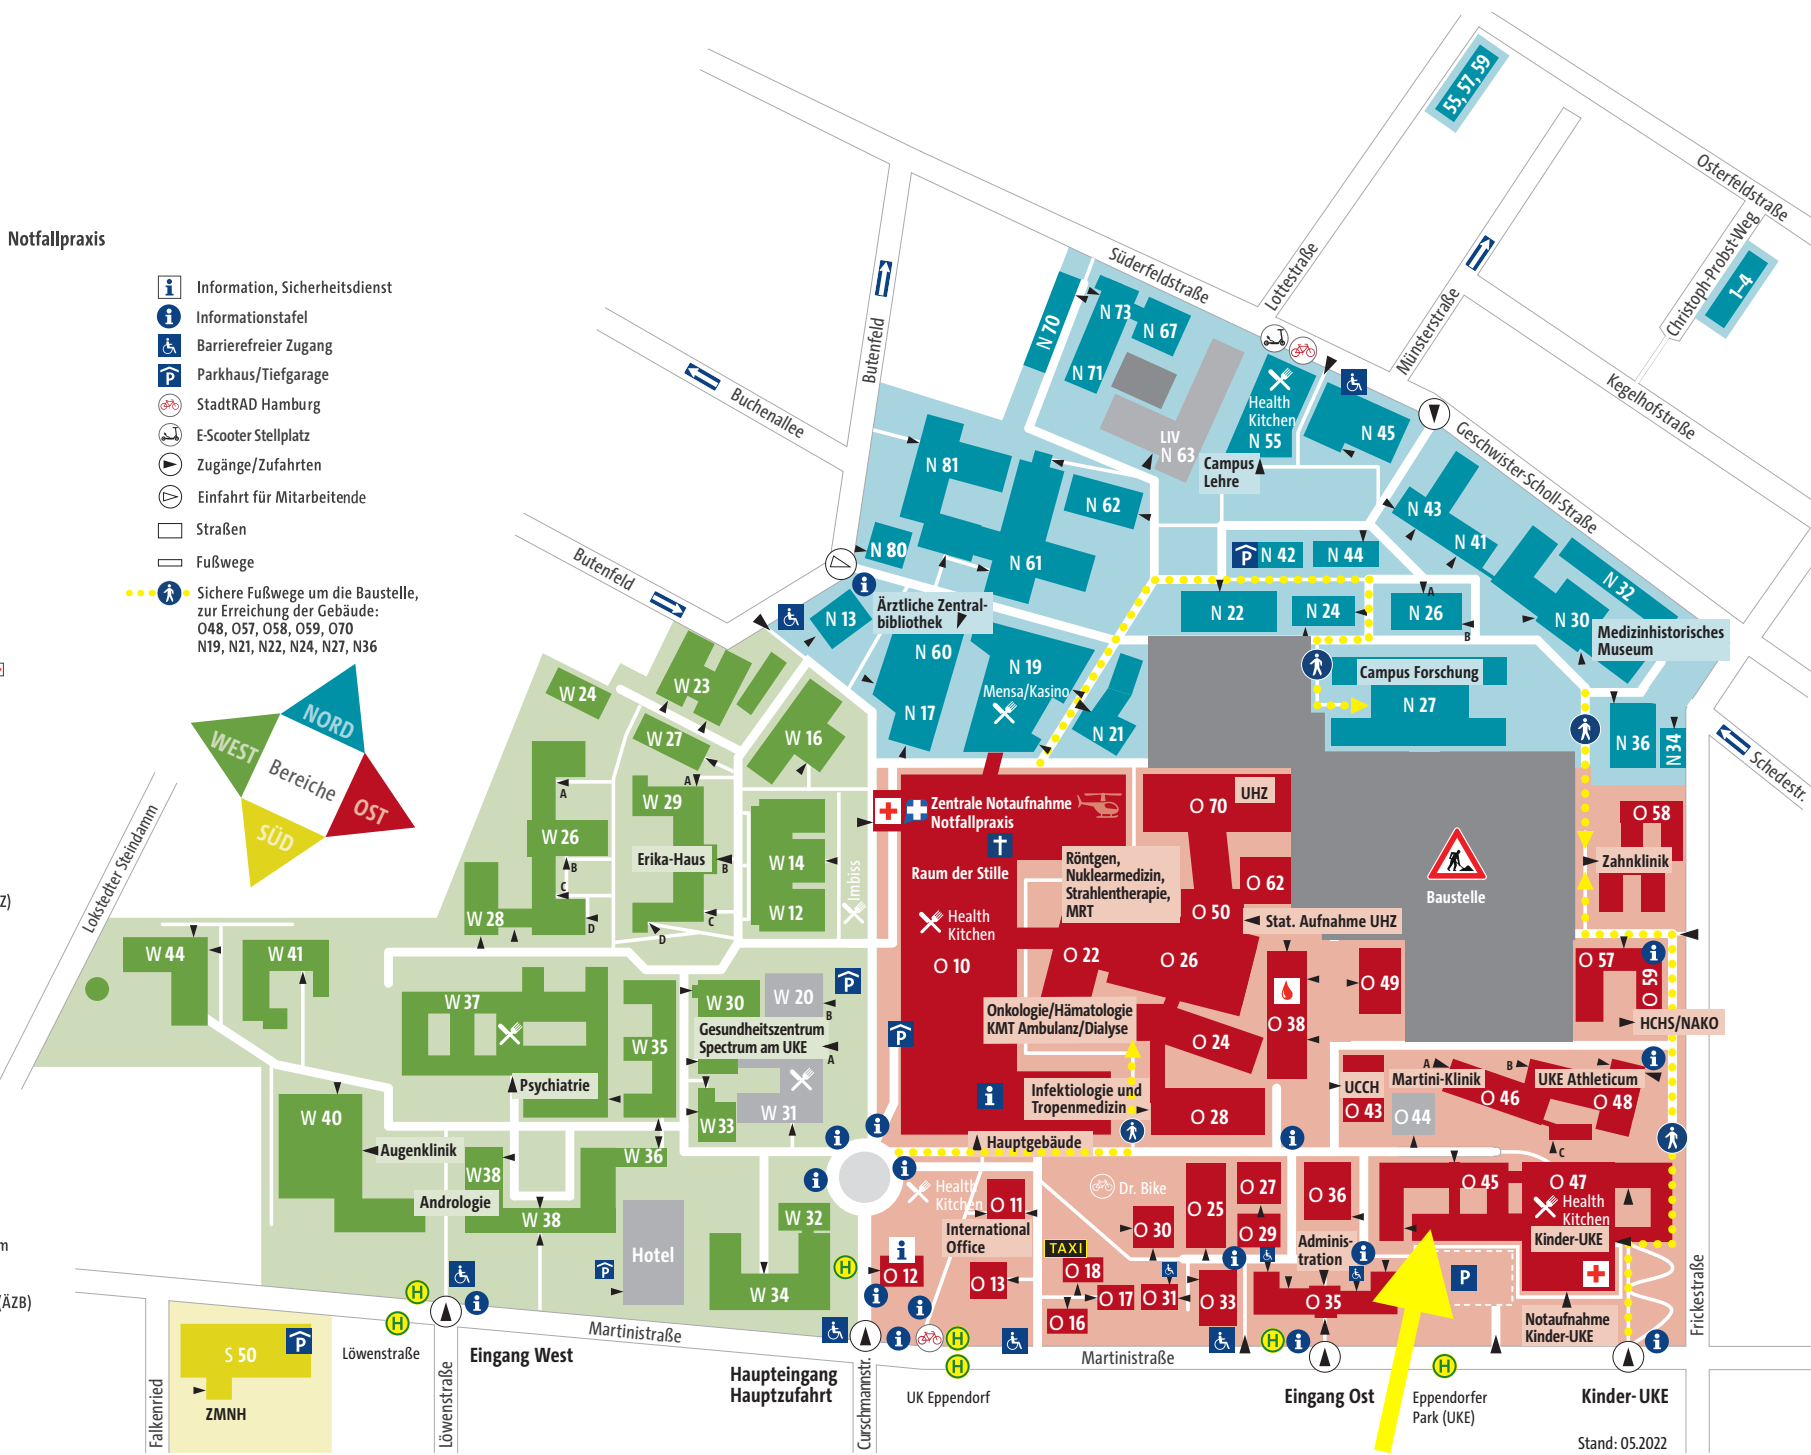 Notfallpraxis
Information, Sicherheitsdienst
Informationstafel
Barrierefreier Zugang
Parkhaus/Tiefgarage
StadtRAD Hamburg
E-Scooter Stellplatz
Zugänge/Zufahrten
Einfahrt für Mitarbeitende
Straßen
Fußwege
Sichere Fußwege um die Baustelle,
zur Erreichung der Gebäude:
O48, O57, O58, O59, O70
N19, N21, N22, N24, N27, N36
NORD
WEST
Bereiche
OST
SÜD
Z)
m
(ÄZB)
55, 57, 59
Osterfeldstraße
Christoph-Probst-Weg
1–4
Kegelhofstraße
Münsterstraße
Lottestraße
Süderfeldstraße
Geschwister-Scholl-Straße
Butenfeld
Buchenallee
Butenfeld
Schedestr.
Frickestraße
Lokstedter Steindamm
N 70
N 73
N 67
N 71
LIV
N 63
Health
Kitchen
N 55
Campus
Lehre
N 45
N 81
N 62
N 80
N 61
N 43
N 41
P
N 42
N 44
N 32
N 30
N 22
N 24
A
N 26
B
Medizinhistorisches
Museum
N 13
Ärztliche Zentral-
bibliothek
N 60
N 19
Mensa/Kasino
N 17
N 21
Campus Forschung
N 27
N 36
N 34
W 24
W 23
W 27
W 16
A
W 29
A
W 26
B
C
D
W 28
Erika-Haus
B
C
D
W 14
W 12
Imbiss
W 44
W 41
W 37
W 35
W 30
W 20
B
P
Gesundheitszentrum
Spectrum am UKE
A
W 31
W 33
Psychiatrie
W 40
Augenklinik
W38
Andrologie
W 38
W 36
Hotel
P
W 32
W 34
Zentrale Notaufnahme
Notfallpraxis
Raum der Stille
Health
Kitchen
O 10
P
Hauptgebäude
O 70
UHZ
Röntgen,
Nuklearmedizin,
Strahlentherapie,
MRT
O 62
O 50
Stat. Aufnahme UHZ
O 22
O 26
Onkologie/Hämatologie
KMT Ambulanz/Dialyse
O 24
O 38
O 49
Infektiologie und
Tropenmedizin
O 28
Baustelle
O 58
Zahnklinik
O 57
O 59
HCHS/NAKO
UCCH
O 43
A
Martini-Klinik
O 44
B
O 46
UKE Athleticum
O 48
C
O 45
O 47
Health
Kitchen
Kinder-UKE
Notaufnahme
Kinder-UKE
P
Health
Kitchen
O 11
International
Office
O 12
O 13
Dr. Bike
O 30
O 25
O 27
O 29
O 36
Adminis-
tration
TAXI
O 18
O 17
O 16
O 31
O 33
O 35
S 50
P
ZMNH
Falkenried
H
H
Löwenstraße
Löwenstraße
Eingang West
Martinistraße
H
Haupteingang
Hauptzufahrt
Curschmannstr.
H
H
UK Eppendorf
Martinistraße
H
Eingang Ost
H
Eppendorfer
Park (UKE)
Kinder-UKE
Stand: 05.2022